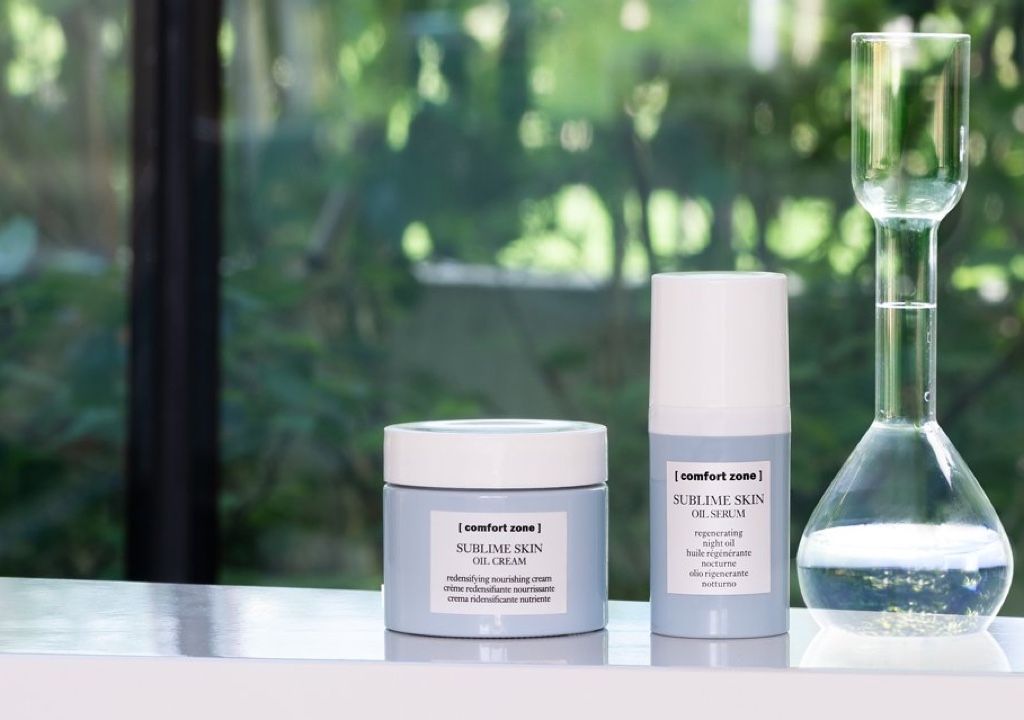 [ comfort zone ]
SUBLIME SKIN
OIL CREAM
redensifying nourishing cream
crème redensifiante nourrissante
crema ridensificante nutriente
[ comfort zone ]
SUBLIME SKIN
OIL SERUM
regenerating
night oil
huile régénérante
nocturne
olio rigenerante
notturno